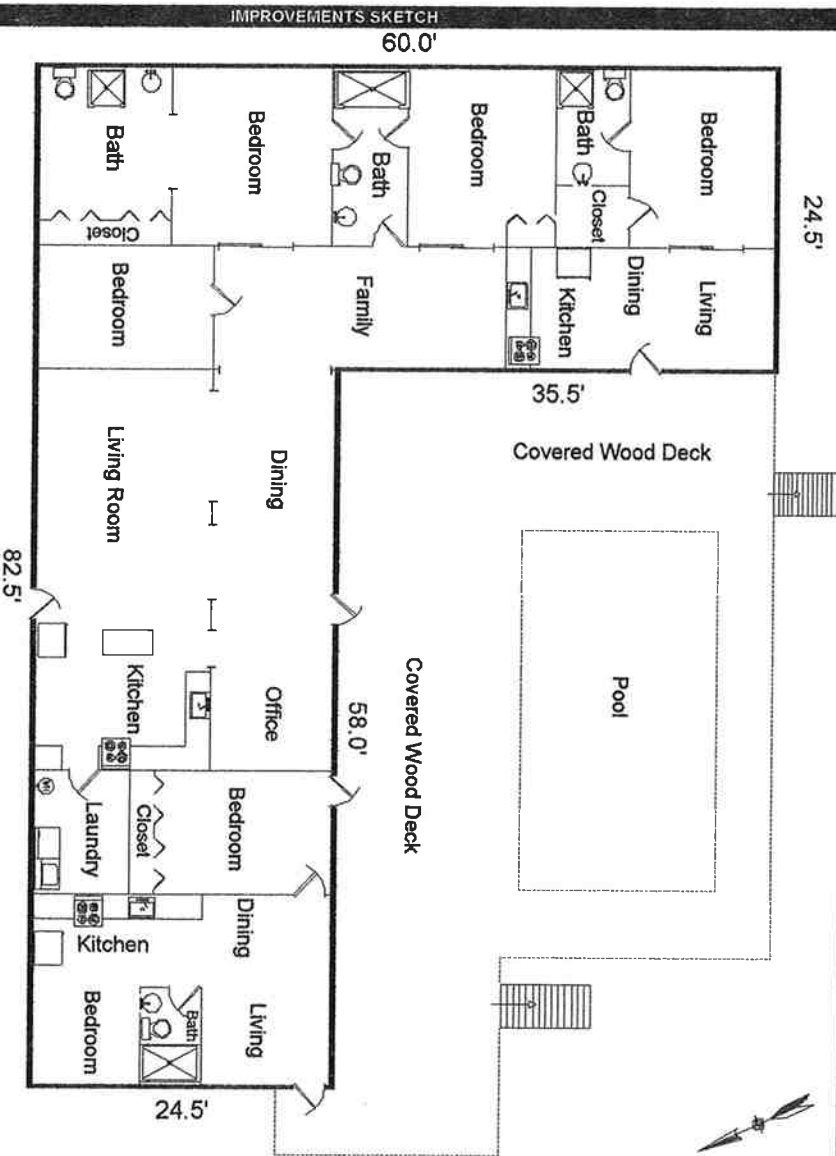 IMPROVEMENTS SKETCH
60.0'
24.5'
Bath
Bedroom
Bath
Bedroom
Bath
Bedroom
Closet
Closet
Bedroom
Family
Kitchen
Dining
Living
35.5'
Living Room
Dining
Covered Wood Deck
82.5'
Kitchen
Office
58.0'
Covered Wood Deck
Pool
Laundry
Closet
Bedroom
Kitchen
Dining
Bedroom
Bath
Living
24.5'